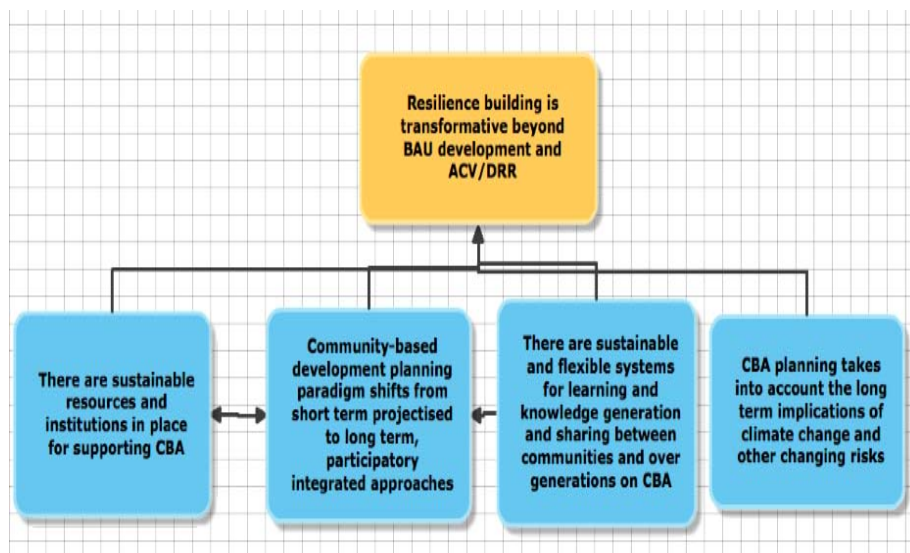 Resilience building is
transformative beyond
BAU development and
ACV/DRR
There are sustainable
resources and
institutions in place
for supporting CBA
Community-based
development planning
paradigm shifts from
short term projectised
to long term,
participatory
integrated approaches
There are sustainable
and flexible systems
for learning and
knowledge generation
and sharing between
communities and over
generations on CBA
CBA planning takes
into account the long
term implications of
climate change and
other changing risks